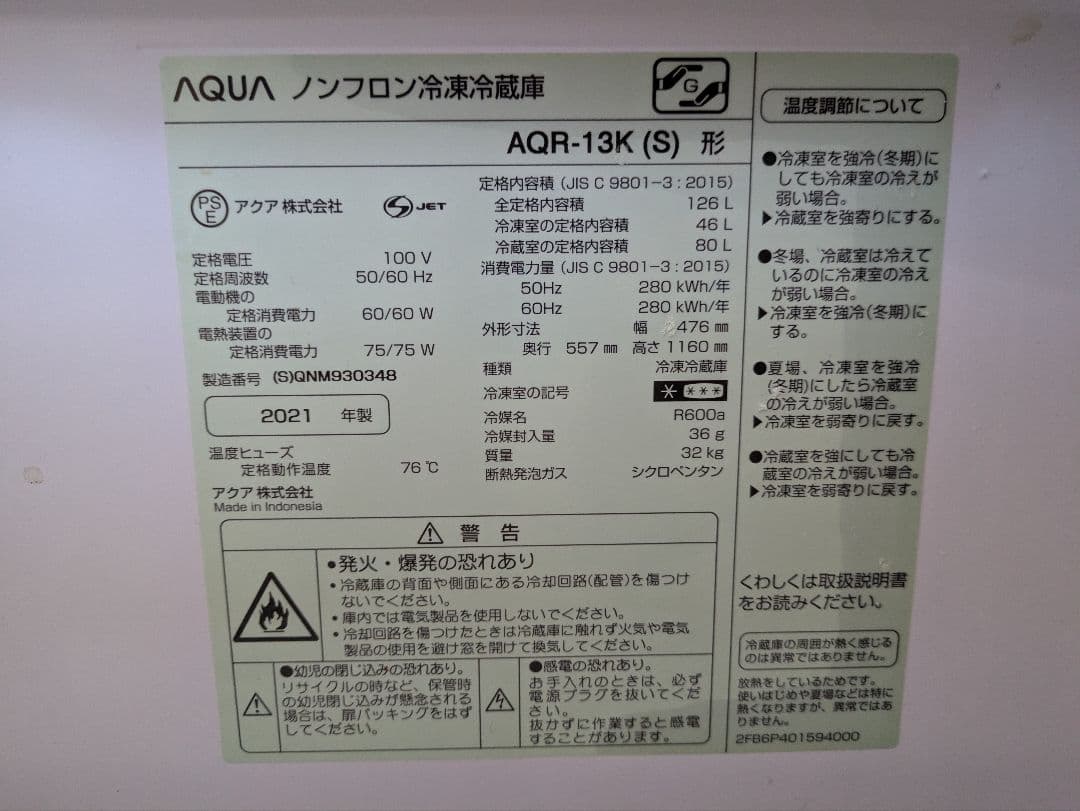 AQUA ノンフロン冷凍冷蔵庫
G
AQR-13K (S) 形
PS
E
アクア 株式会社
S JET
定格電圧 100 V
定格周波数 50/60 Hz
電動機の
定格消費電力 60/60 W
電熱装置の
定格消費電力 75/75 W
製造番号 (S)QNM930348
2021 年製
温度ヒューズ
定格動作温度 76 ℃
アクア 株式会社
Made in Indonesia
定格内容積 (JIS C 9801-3 : 2015)
全定格内容積 126 L
冷凍室の定格内容積 46 L
冷蔵室の定格内容積 80 L
消費電力量 (JIS C 9801-3 : 2015)
50Hz 280 kWh/年
60Hz 280 kWh/年
外形寸法 幅 476 mm
奥行 557 mm 高さ 1160 mm
種類 冷凍冷蔵庫
冷凍室の記号 * ***
冷媒名 R600a
冷媒封入量 36 g
質量 32 kg
断熱発泡ガス シクロペンタン
⚠ 警 告
●発火・爆発の恐れあり
・冷蔵庫の背面や側面にある冷却回路(配管)を傷つけ
ないでください。
・庫内では電気製品を使用しないでください。
・冷却回路を傷つけたときは冷蔵庫に触れず火気や電気
製品の使用を避け窓を開けて換気してください。
●幼児の閉じ込みの恐れあり。
リサイクルの時など、保管時
の幼児閉じ込みが懸念される
場合は、扉パッキングをはず
してください。
●感電の恐れあり。
お手入れのときは、必ず
電源プラグを抜いてくだ
さい。
抜かずに作業すると感電
することがあります。
温度調節について
●冷凍室を強冷(冬期)に
しても冷凍室の冷えが
弱い場合。
▶冷蔵室を強寄りにする。
●冬場、冷蔵室は冷えて
いるのに冷凍室の冷え
が弱い場合。
▶冷凍室を強冷(冬期)に
する。
●夏場、冷凍室を強冷
(冬期)にしたら冷蔵室
の冷えが弱い場合。
▶冷凍室を弱寄りに戻す。
●冷蔵室を強にしても冷
蔵室の冷えが弱い場合。
▶冷凍室を弱寄りに戻す。
くわしくは取扱説明書
をお読みください。
冷蔵庫の周囲が熱く感じる
のは異常ではありません。
放熱をしているためです。
使いはじめや夏場などは特に
熱くなりますが、異常ではあ
りません。
2FB6P401594000